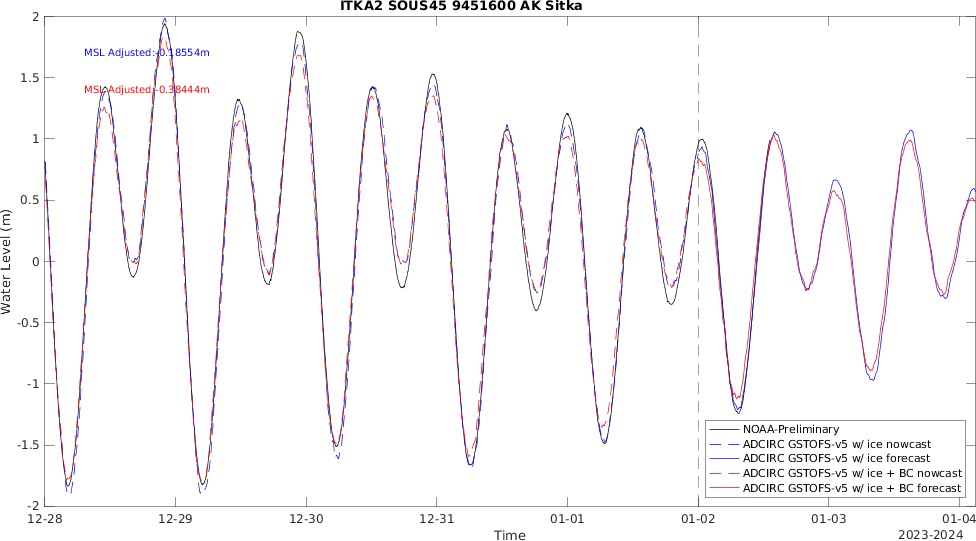 ITKA2 SOUS45 9451600 AK Sitka
MSL Adjusted:-0.18554m
MSL Adjusted:-0.38444m
Water Level (m)
2
1.5
1
0.5
0
-0.5
-1
-1.5
-2
NOAA-Preliminary
ADCIRC GSTOFS-v5 w/ ice nowcast
ADCIRC GSTOFS-v5 w/ ice forecast
ADCIRC GSTOFS-v5 w/ ice + BC nowcast
ADCIRC GSTOFS-v5 w/ ice + BC forecast
12-28 12-29 12-30 12-31 01-01 01-02 01-03 01-04
Time
2023-2024